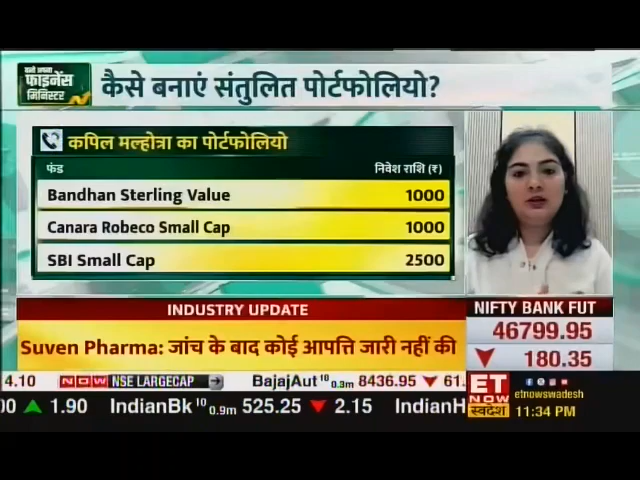 बनो अपना
फाइनेंस
मिनिस्टर
कैसे बनाएं संतुलित पोर्टफोलियो?
कपिल मल्होत्रा का पोर्टफोलियो
फंड निवेश राशि (₹)
Bandhan Sterling Value 1000
Canara Robeco Small Cap 1000
SBI Small Cap 2500
INDUSTRY UPDATE
Suven Pharma: जांच के बाद कोई आपत्ति जारी नहीं की
NIFTY BANK FUT
46799.95
▼ 180.35
4.10 NOW NSE LARGECAP BajajAut 10 0.3m 8436.95 ▼ 61.
00 ▲ 1.90 IndianBk 10 0.9m 525.25 ▼ 2.15 IndianH
ET
NOW
स्वदेश
etnowswadesh
11:34 PM